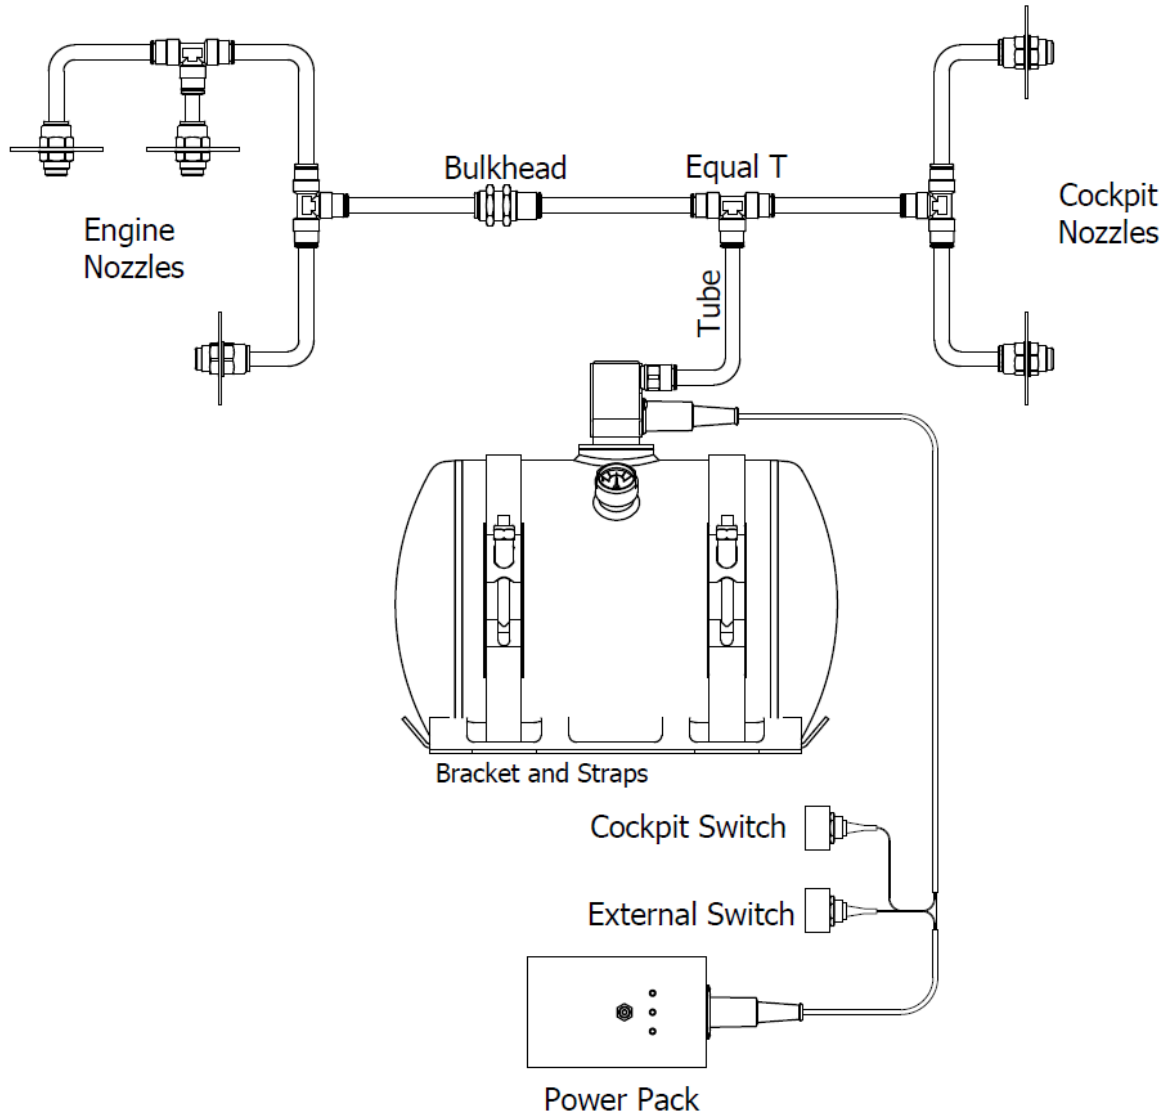 Bulkhead
Equal T
Engine
Nozzles
Cockpit
Nozzles
Tube
Bracket and Straps
Cockpit Switch
External Switch
Power Pack